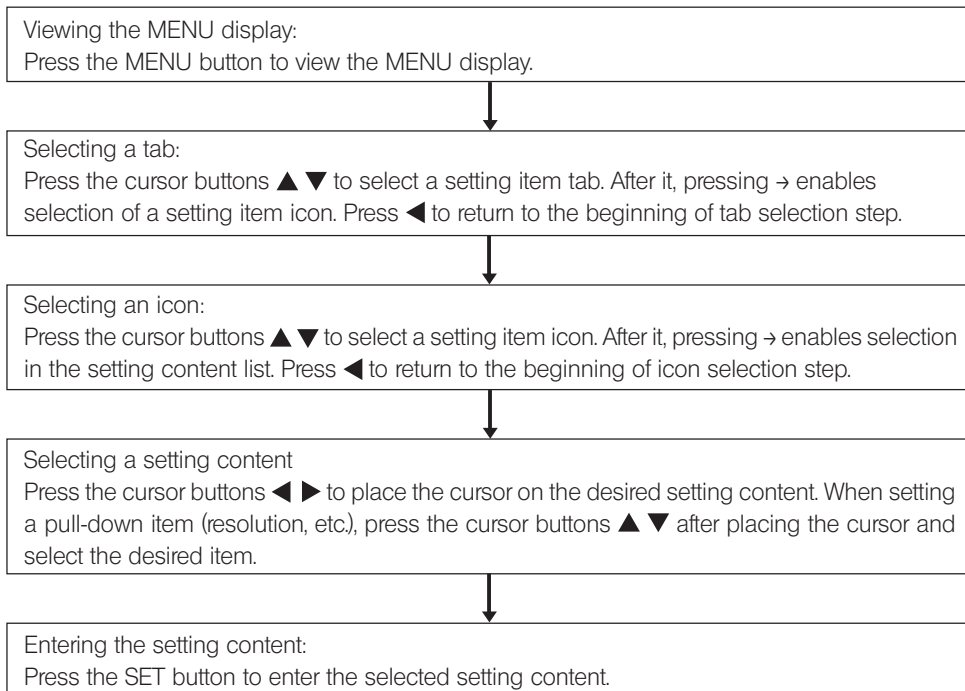 Viewing the MENU display:
Press the MENU button to view the MENU display.
Selecting a tab:
Press the cursor buttons ▲ ▼ to select a setting item tab. After it, pressing → enables
selection of a setting item icon. Press ◀ to return to the beginning of tab selection step.
Selecting an icon:
Press the cursor buttons ▲ ▼ to select a setting item icon. After it, pressing → enables selection
in the setting content list. Press ◀ to return to the beginning of icon selection step.
Selecting a setting content
Press the cursor buttons ◀ ▶ to place the cursor on the desired setting content. When setting
a pull-down item (resolution, etc.), press the cursor buttons ▲ ▼ after placing the cursor and
select the desired item.
Entering the setting content:
Press the SET button to enter the selected setting content.